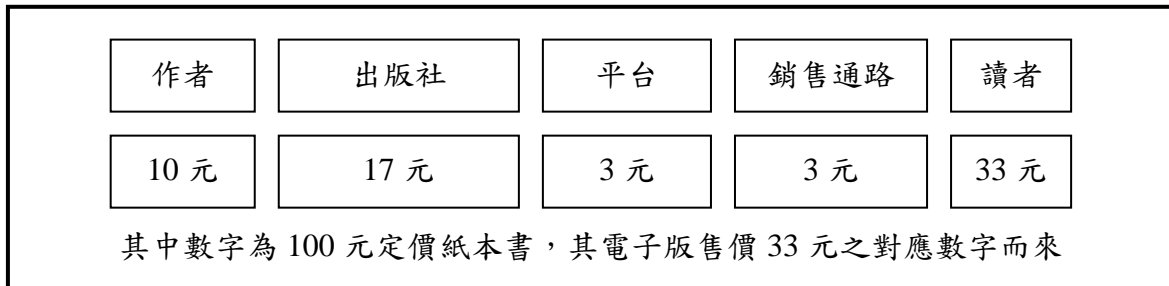 作者 出版社 平台 銷售通路 讀者
10 元 17 元 3 元 3 元 33 元
其中數字為 100 元定價紙本書，其電子版售價 33 元之對應數字而來